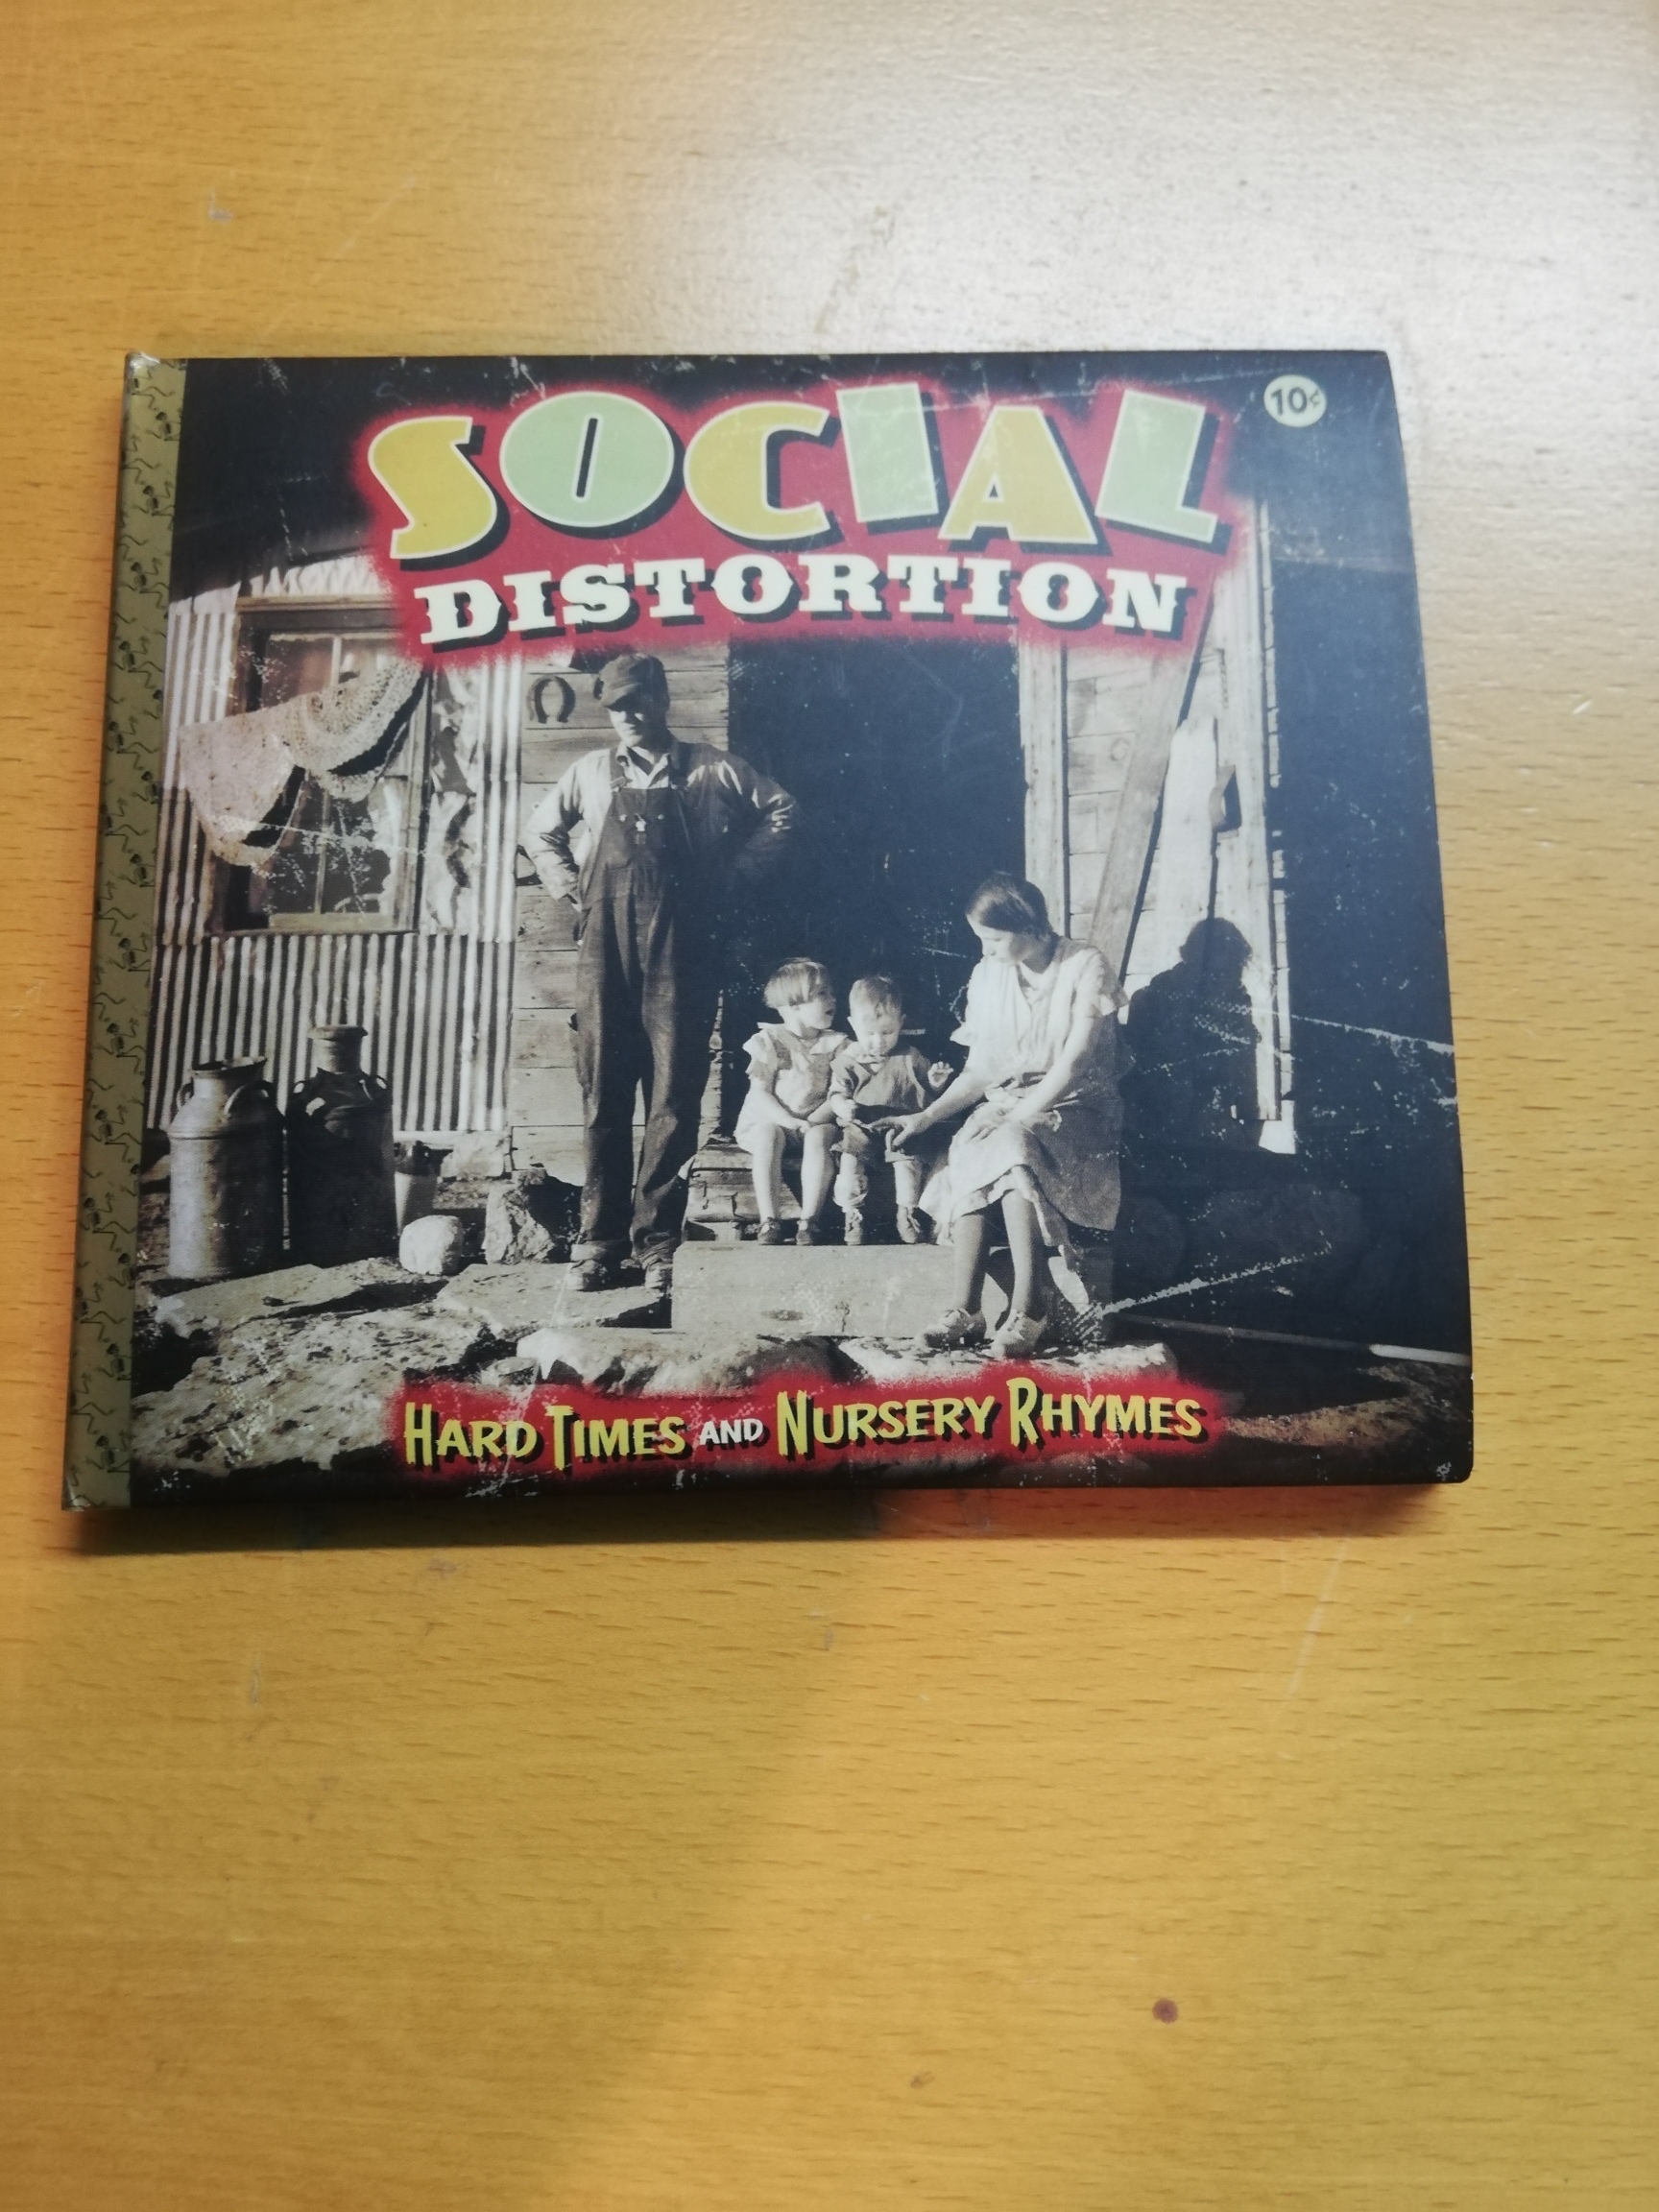 10¢
SOCIAL
DISTORTION
HARD TIMES AND NURSERY RHYMES